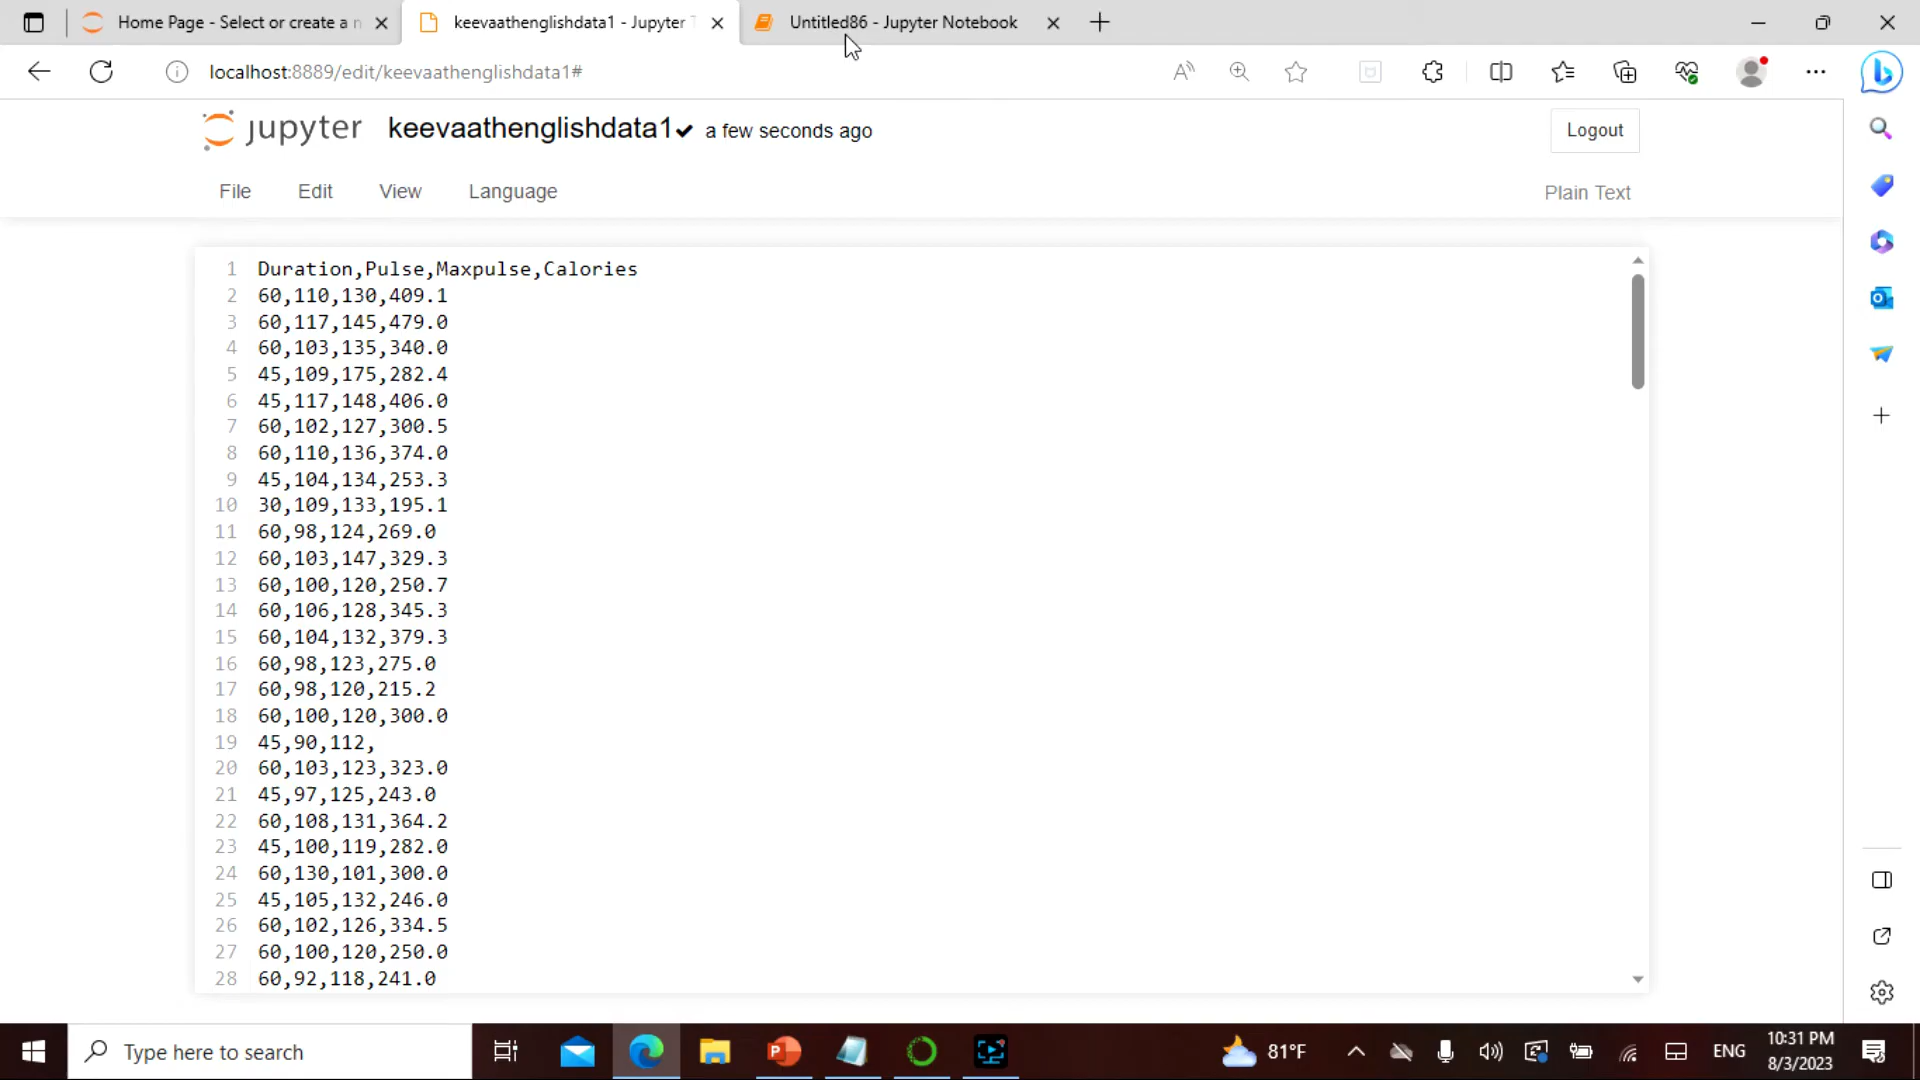 Home Page - Select or create a n
keevaathenglishdata1 - Jupyter T
Untitled86 - Jupyter Notebook
localhost:8889/edit/keevaathenglishdata1#
jupyter keevaathenglishdata1 a few seconds ago
Logout
File Edit View Language
Plain Text
1 Duration,Pulse,Maxpulse,Calories
2 60,110,130,409.1
3 60,117,145,479.0
4 60,103,135,340.0
5 45,109,175,282.4
6 45,117,148,406.0
7 60,102,127,300.5
8 60,110,136,374.0
9 45,104,134,253.3
10 30,109,133,195.1
11 60,98,124,269.0
12 60,103,147,329.3
13 60,100,120,250.7
14 60,106,128,345.3
15 60,104,132,379.3
16 60,98,123,275.0
17 60,98,120,215.2
18 60,100,120,300.0
19 45,90,112,
20 60,103,123,323.0
21 45,97,125,243.0
22 60,108,131,364.2
23 45,100,119,282.0
24 60,130,101,300.0
25 45,105,132,246.0
26 60,102,126,334.5
27 60,100,120,250.0
28 60,92,118,241.0
Type here to search
81°F
ENG
10:31 PM
8/3/2023